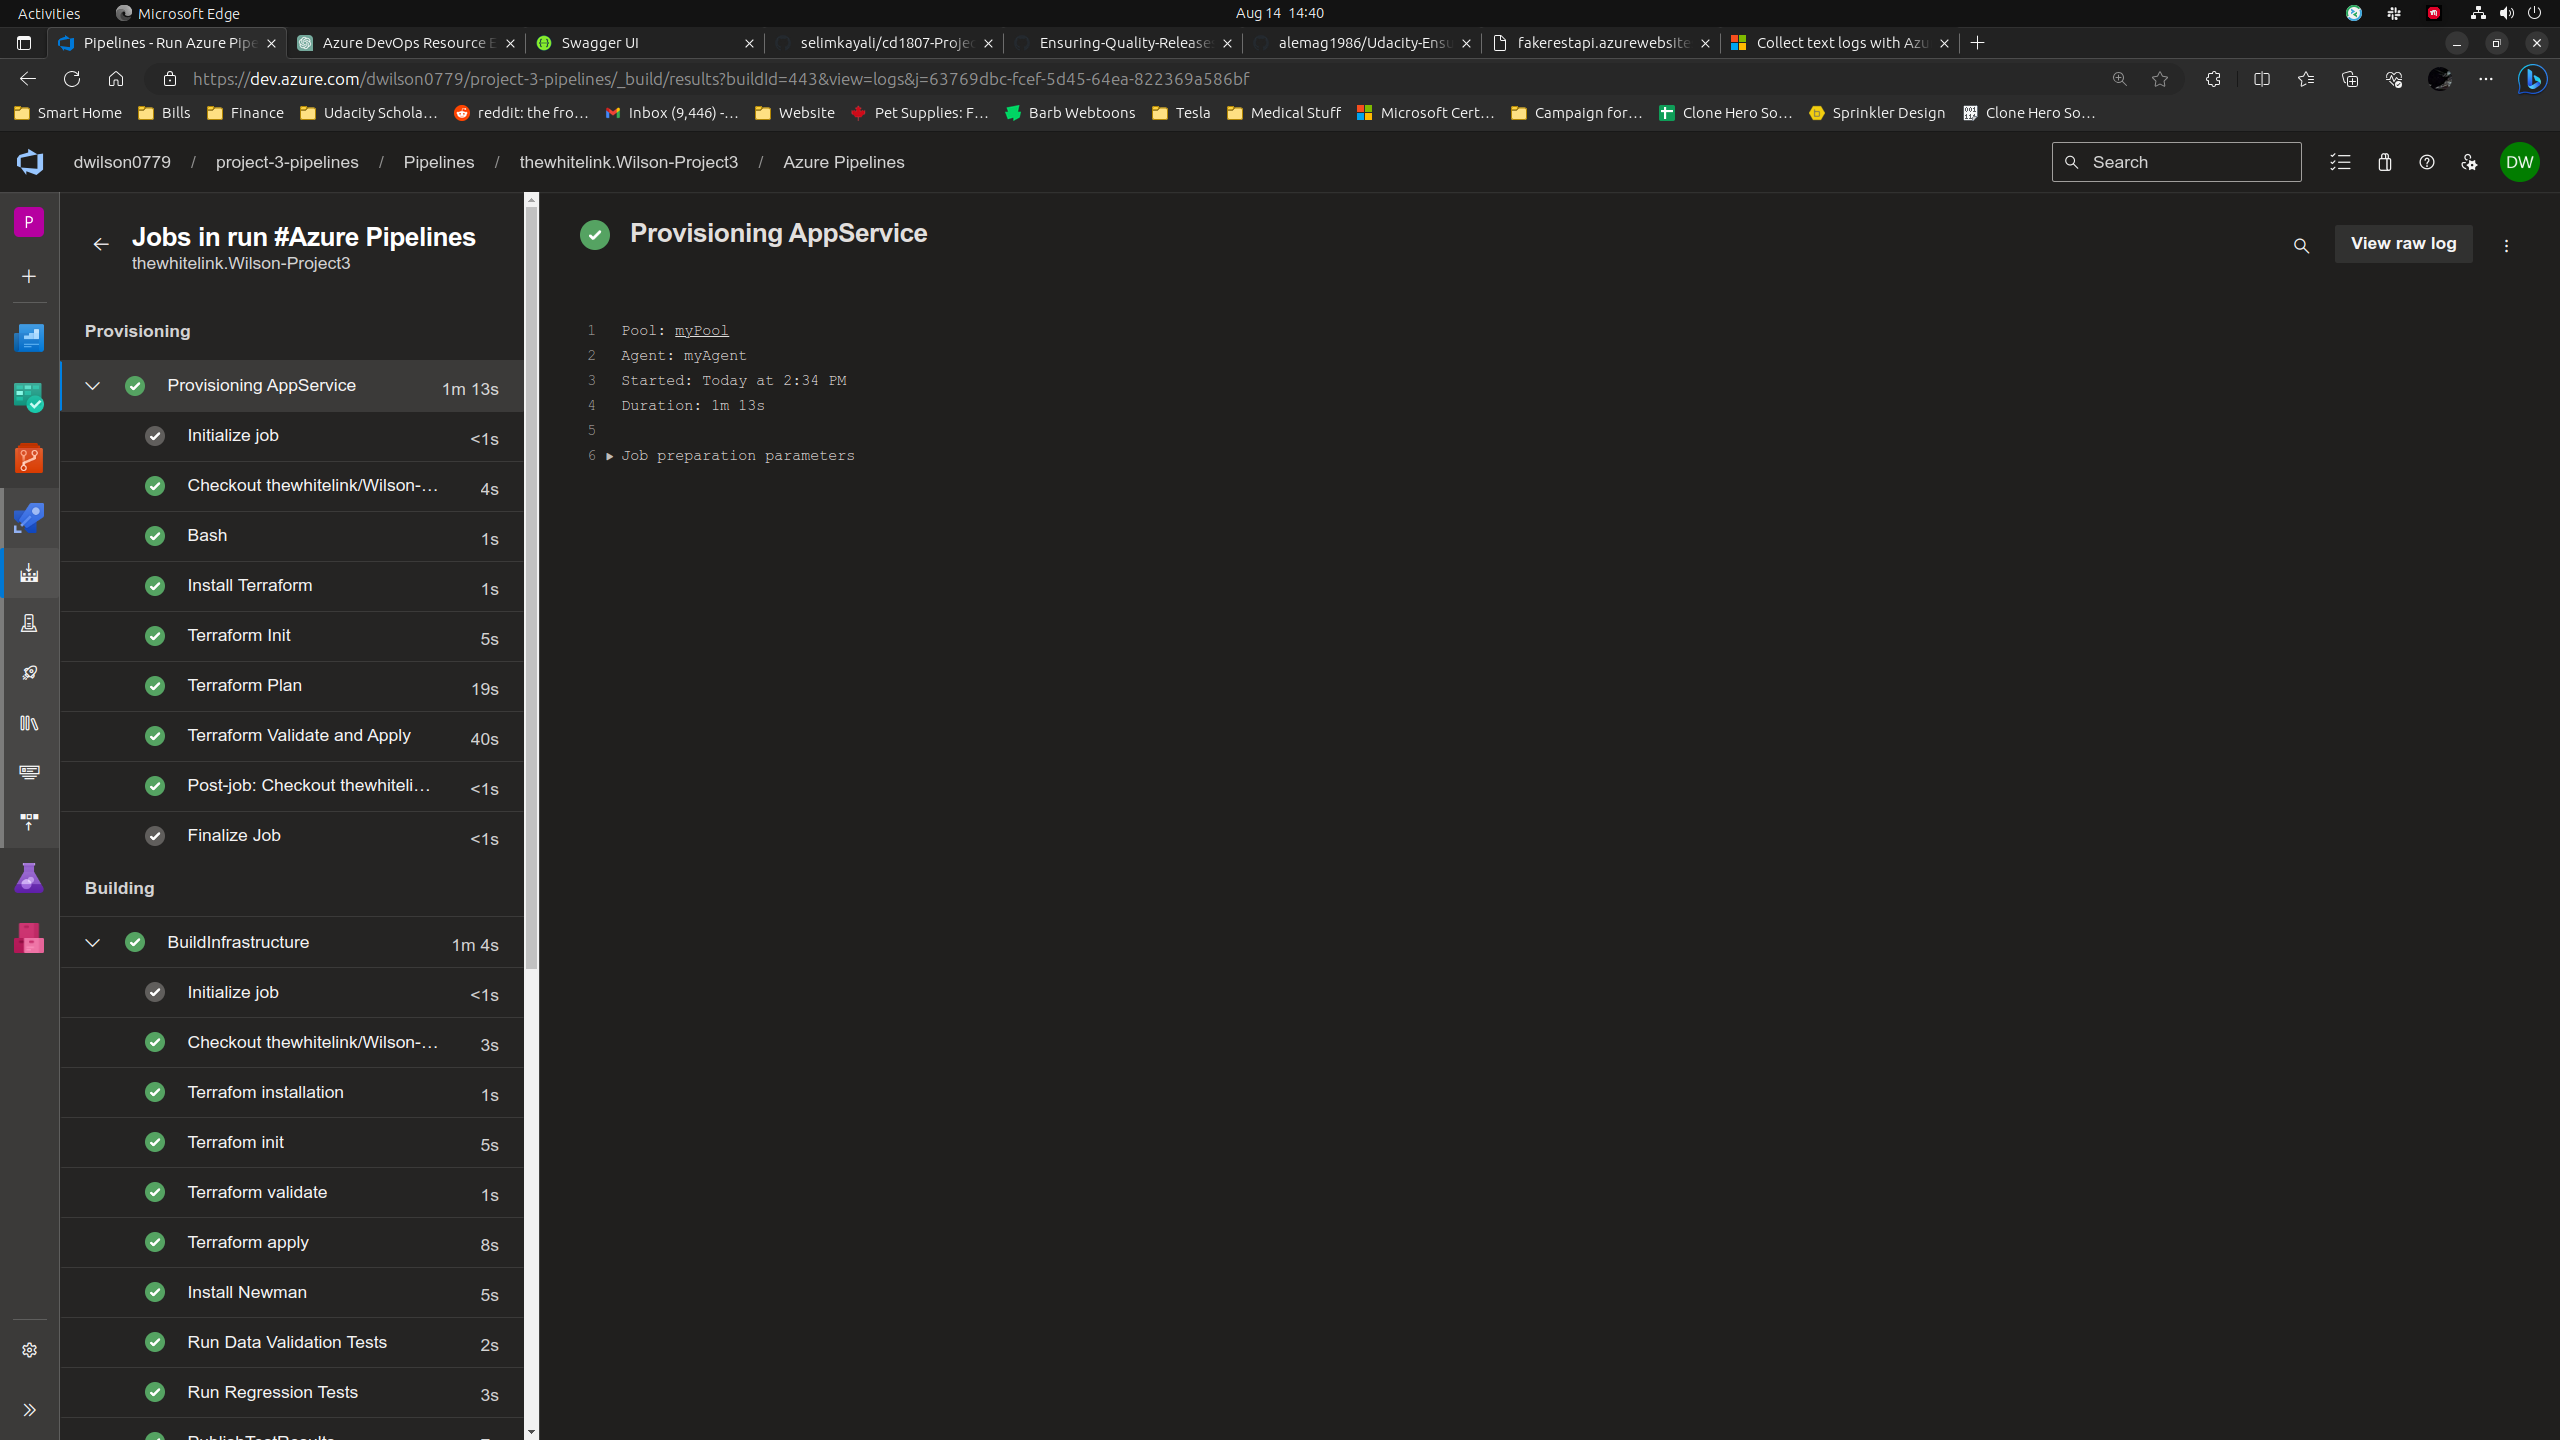 Activities Microsoft Edge Aug 14 14:40
Pipelines - Run Azure Pipe Azure DevOps Resource E Swagger UI selimkayali/cd1807-Projec Ensuring-Quality-Release alemag1986/Udacity-Ensu fakerestapi.azurewebsite Collect text logs with Azu
https://dev.azure.com/dwilson0779/project-3-pipelines/_build/results?buildId=443&view=logs&j=63769dbc-fcef-5d45-64ea-822369a586bf
Smart Home Bills Finance Udacity Schola... reddit: the fro... Inbox (9,446) -... Website Pet Supplies: F... Barb Webtoons Tesla Medical Stuff Microsoft Cert... Campaign for... Clone Hero So... Sprinkler Design Clone Hero So...
dwilson0779 / project-3-pipelines / Pipelines / thewhitelink.Wilson-Project3 / Azure Pipelines Search DW
P
Jobs in run #Azure Pipelines
thewhitelink.Wilson-Project3
Provisioning
Provisioning AppService 1m 13s
Initialize job <1s
Checkout thewhitelink/Wilson-... 4s
Bash 1s
Install Terraform 1s
Terraform Init 5s
Terraform Plan 19s
Terraform Validate and Apply 40s
Post-job: Checkout thewhiteli... <1s
Finalize Job <1s
Building
BuildInfrastructure 1m 4s
Initialize job <1s
Checkout thewhitelink/Wilson-... 3s
Terrafom installation 1s
Terrafom init 5s
Terraform validate 1s
Terraform apply 8s
Install Newman 5s
Run Data Validation Tests 2s
Run Regression Tests 3s
PublishTestResults
Provisioning AppService
View raw log
1 Pool: myPool
2 Agent: myAgent
3 Started: Today at 2:34 PM
4 Duration: 1m 13s
5
6 Job preparation parameters